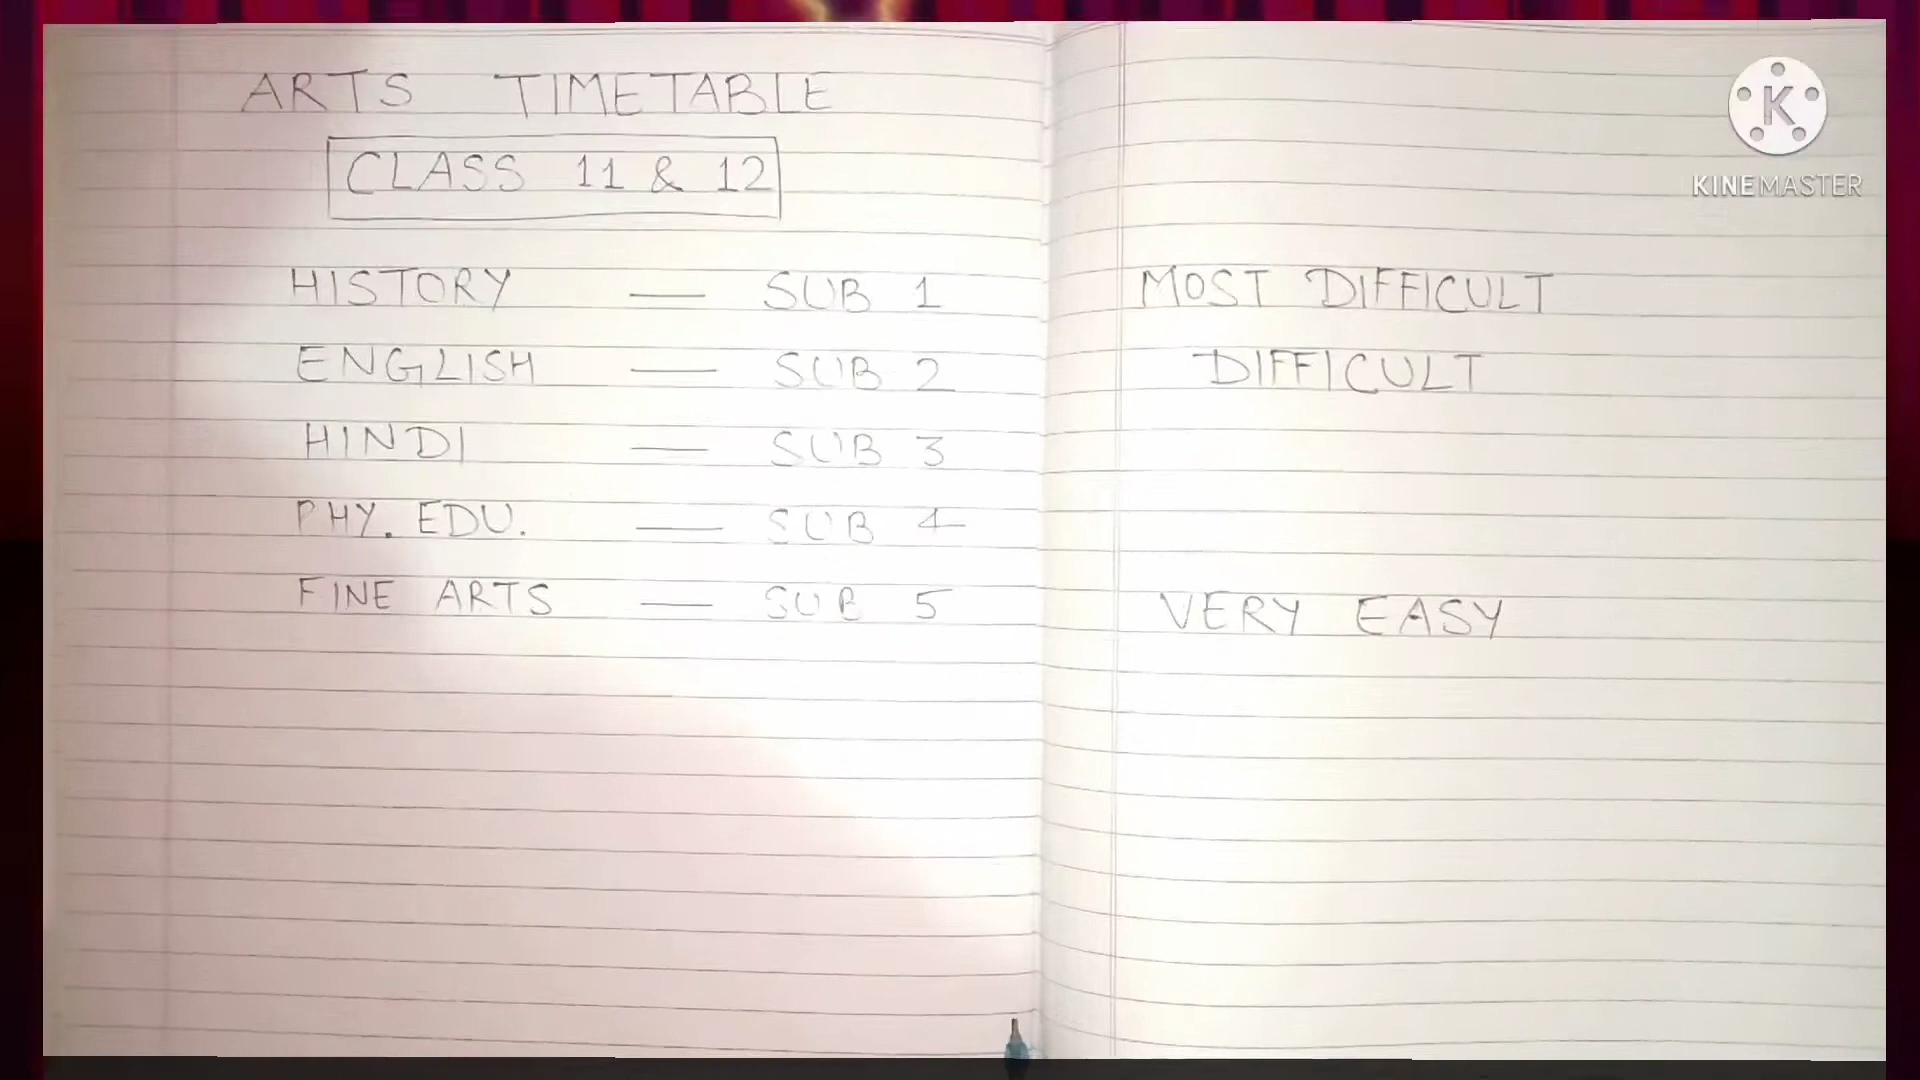 ARTS TIMETABLE
CLASS 11 & 12
K
KINEMASTER
HISTORY — SUB 1 MOST DIFFICULT
ENGLISH — SUB 2 DIFFICULT
HINDI — SUB 3
PHY. EDU. — SUB 4
FINE ARTS — SUB 5 VERY EASY